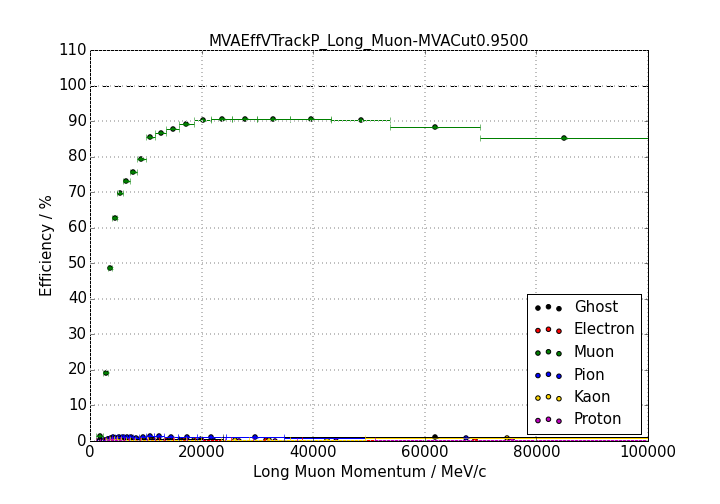 MVAEffVTrackP_Long_Muon-MVACut0.9500
110
100
90
80
70
60
50
40
30
20
10
0
Efficiency / %
0 20000 40000 60000 80000 100000
Long Muon Momentum / MeV/c
Ghost
Electron
Muon
Pion
Kaon
Proton